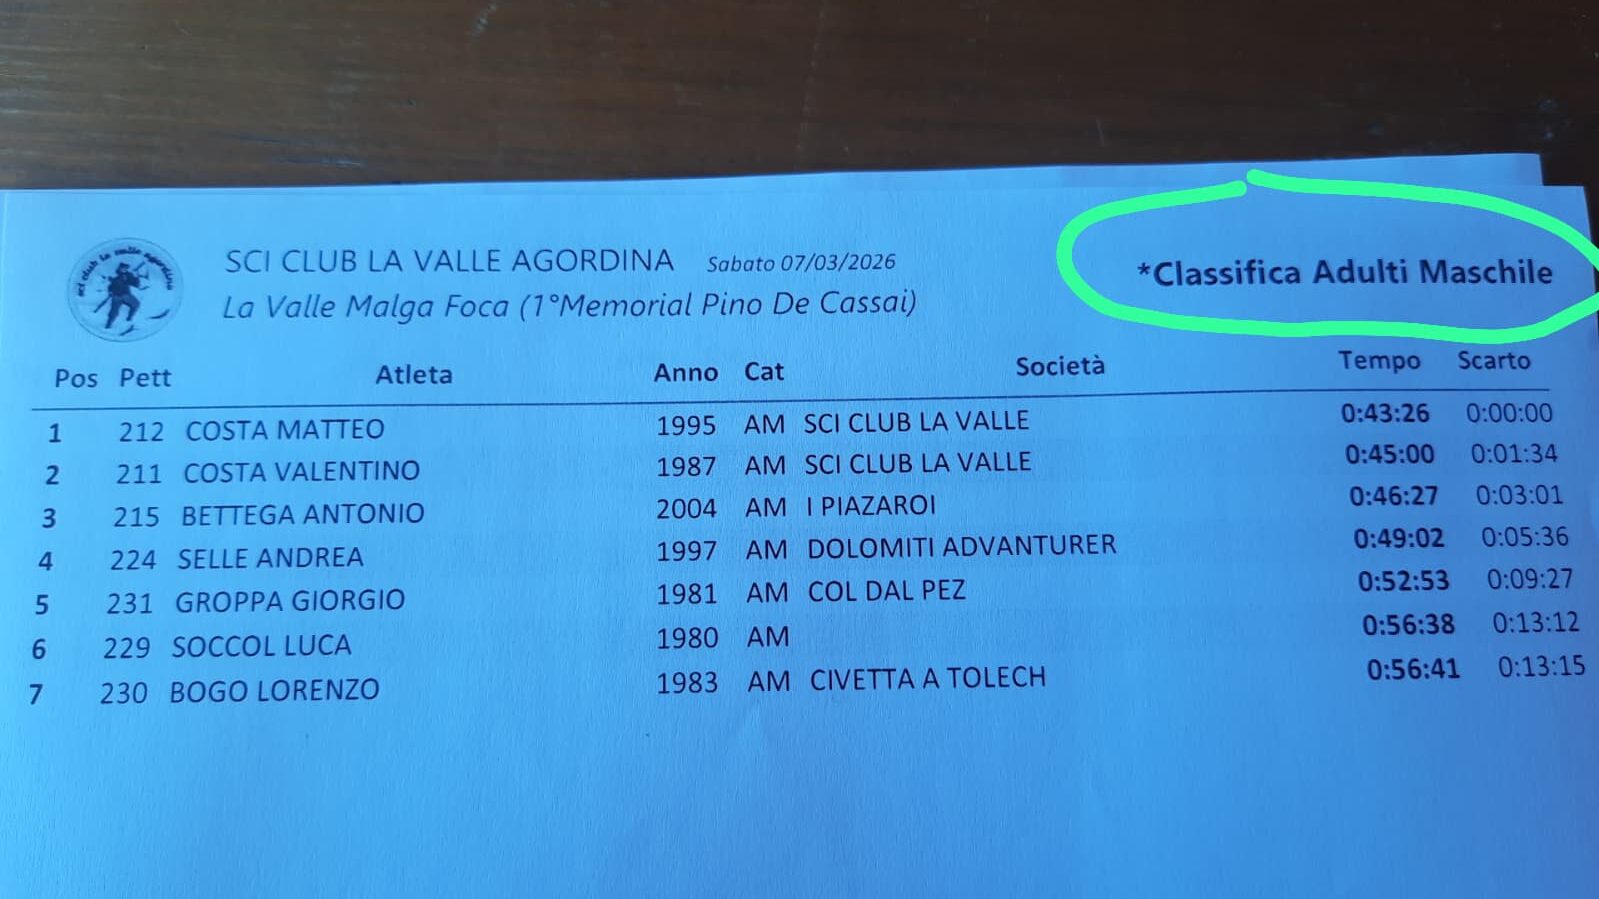 sci club la valle agordina
SCI CLUB LA VALLE AGORDINA Sabato 07/03/2026
*Classifica Adulti Maschile
La Valle Malga Foca (1°Memorial Pino De Cassai)
Pos Pett Atleta Anno Cat Società Tempo Scarto
1 212 COSTA MATTEO 1995 AM SCI CLUB LA VALLE 0:43:26 0:00:00
2 211 COSTA VALENTINO 1987 AM SCI CLUB LA VALLE 0:45:00 0:01:34
3 215 BETTEGA ANTONIO 2004 AM I PIAZAROI 0:46:27 0:03:01
4 224 SELLE ANDREA 1997 AM DOLOMITI ADVANTURER 0:49:02 0:05:36
5 231 GROPPA GIORGIO 1981 AM COL DAL PEZ 0:52:53 0:09:27
6 229 SOCCOL LUCA 1980 AM 0:56:38 0:13:12
7 230 BOGO LORENZO 1983 AM CIVETTA A TOLECH 0:56:41 0:13:15